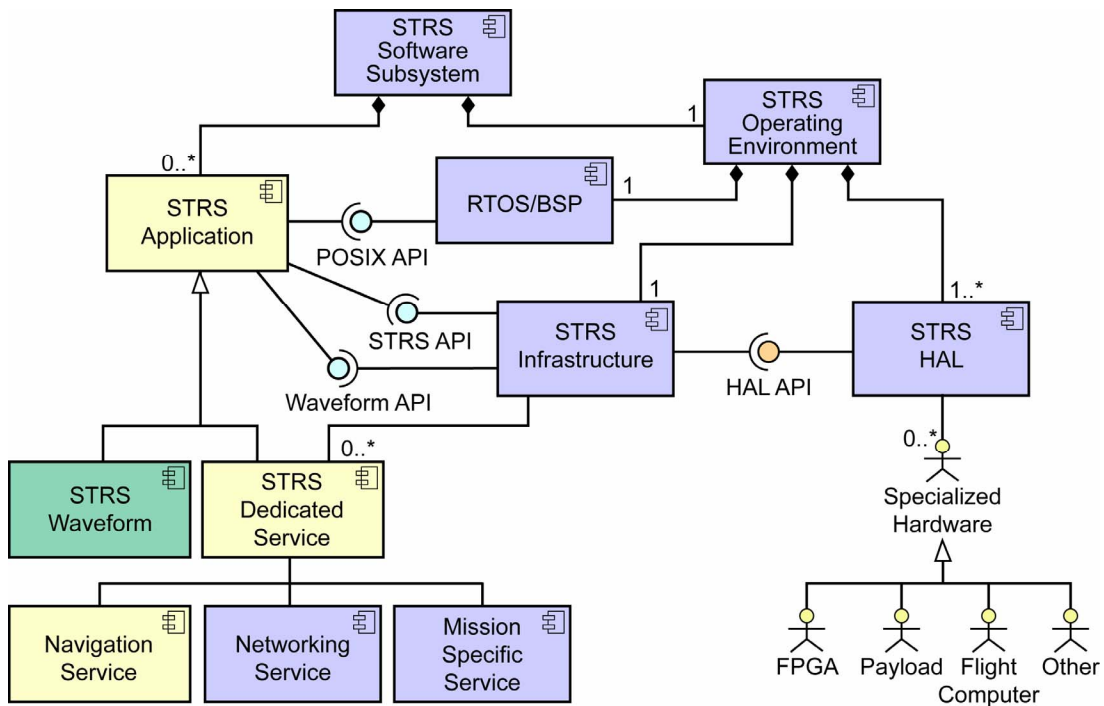 STRS
Software
Subsystem
STRS
Operating
Environment
1
0..*
STRS
Application
RTOS/BSP
1
POSIX API
STRS API
Waveform API
1
STRS
Infrastructure
HAL API
1..*
STRS
HAL
0..*
0..*
Specialized
Hardware
STRS
Waveform
STRS
Dedicated
Service
Navigation
Service
Networking
Service
Mission
Specific
Service
FPGA
Payload
Flight
Computer
Other